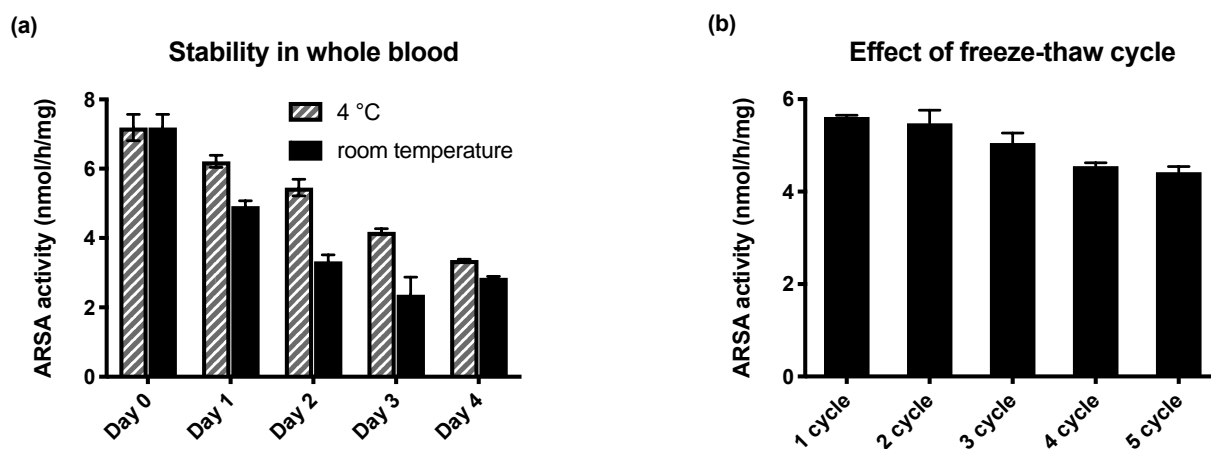 (a)
Stability in whole blood
ARSA activity (nmol/h/mg)
8
6
4
2
0
4 °C
room temperature
Day 0
Day 1
Day 2
Day 3
Day 4
(b)
Effect of freeze-thaw cycle
ARSA activity (nmol/h/mg)
6
4
2
0
1 cycle
2 cycle
3 cycle
4 cycle
5 cycle